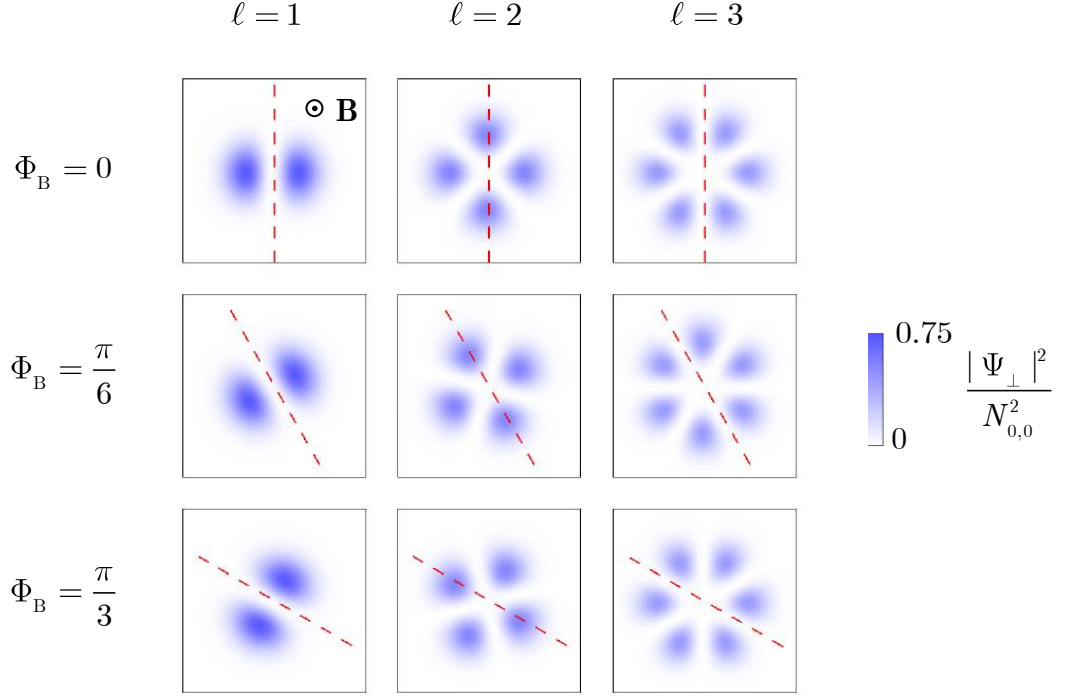 ℓ = 1
ℓ = 2
ℓ = 3
⊙ B
Φ_B = 0
Φ_B = π/6
Φ_B = π/3
0.75
0
| Ψ_⊥ |² / N²_{0,0}